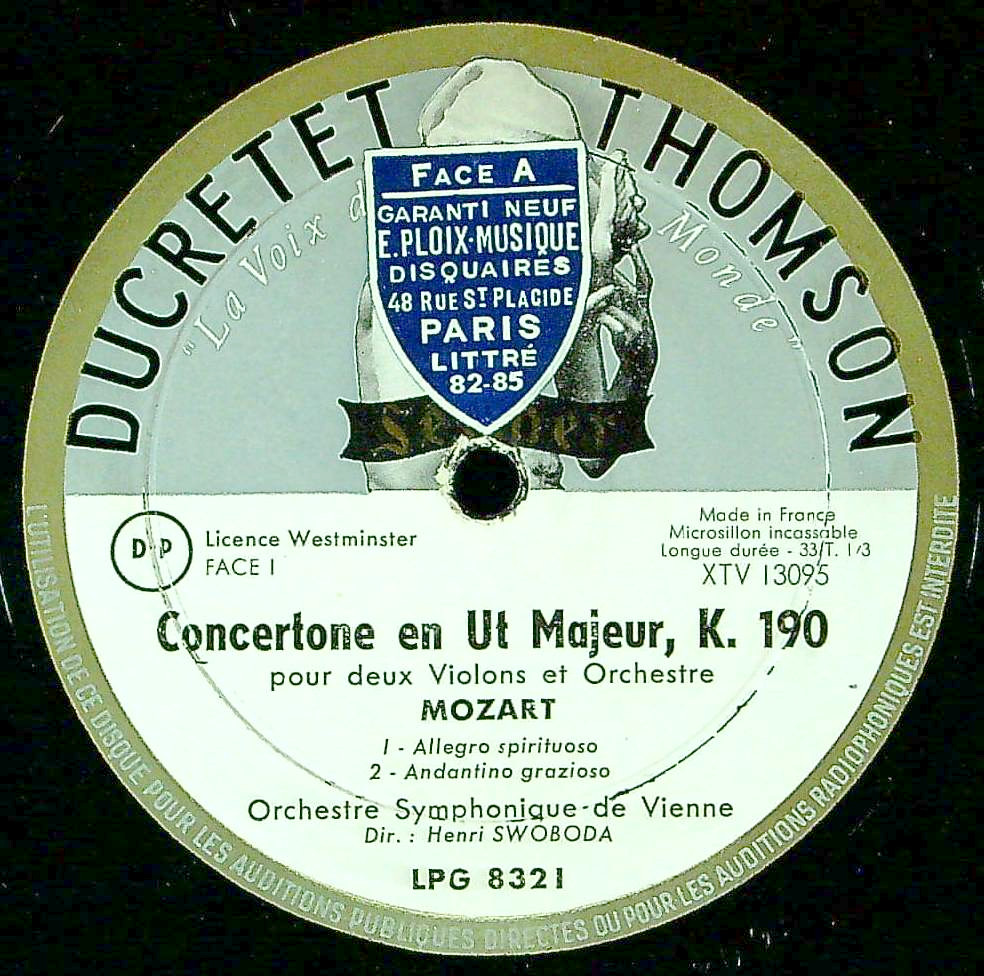 DUCRETET THOMSON
"La Voix d
Monde"
FACE A
GARANTI NEUF
E. PLOIX·MUSIQUE
DISQUAIRES
48 RUE ST PLACIDE
PARIS
LITTRÉ
82-85
D P
Licence Westminster
FACE I
Made in France
Microsillon incassable
Longue durée - 33/T. 1/3
XTV 13095
Concertone en Ut Majeur, K. 190
pour deux Violons et Orchestre
MOZART
1 - Allegro spirituoso
2 - Andantino grazioso
Orchestre Symphonique de Vienne
Dir. : Henri SWOBODA
LPG 8321
L'UTILISATION DE CE DISQUE POUR LES AUDITIONS PUBLIQUES DIRECTES OU POUR LES AUDITIONS RADIOPHONIQUES EST INTERDITE